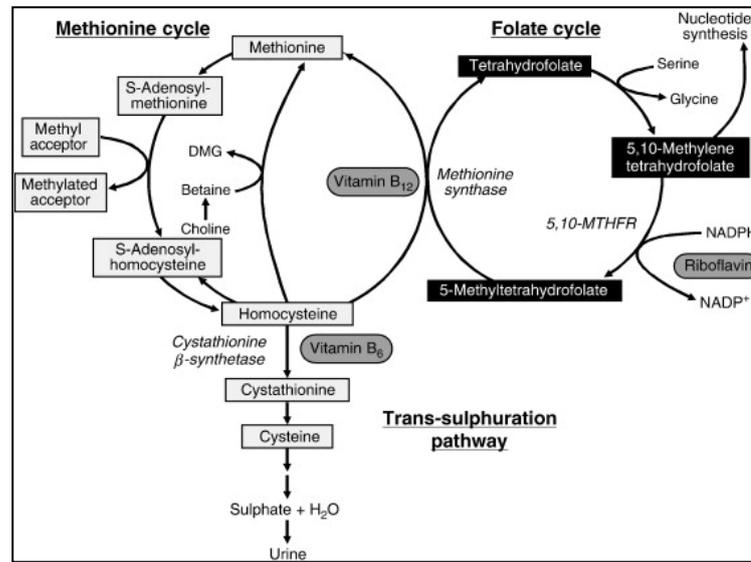 Methionine cycle
Folate cycle
Nucleotide
synthesis
Methionine
Tetrahydrofolate
Serine
Glycine
S-Adenosyl-
methionine
Methyl
acceptor
Methylated
acceptor
DMG
Betaine
Choline
Vitamin B12
Methionine
synthase
5,10-Methylene
tetrahydrofolate
5,10-MTHFR
NADPH
Riboflavin
NADP+
S-Adenosyl-
homocysteine
5-Methyltetrahydrofolate
Homocysteine
Cystathionine
β-synthetase
Vitamin B6
Cystathionine
Cysteine
Trans-sulphuration
pathway
Sulphate + H2O
Urine